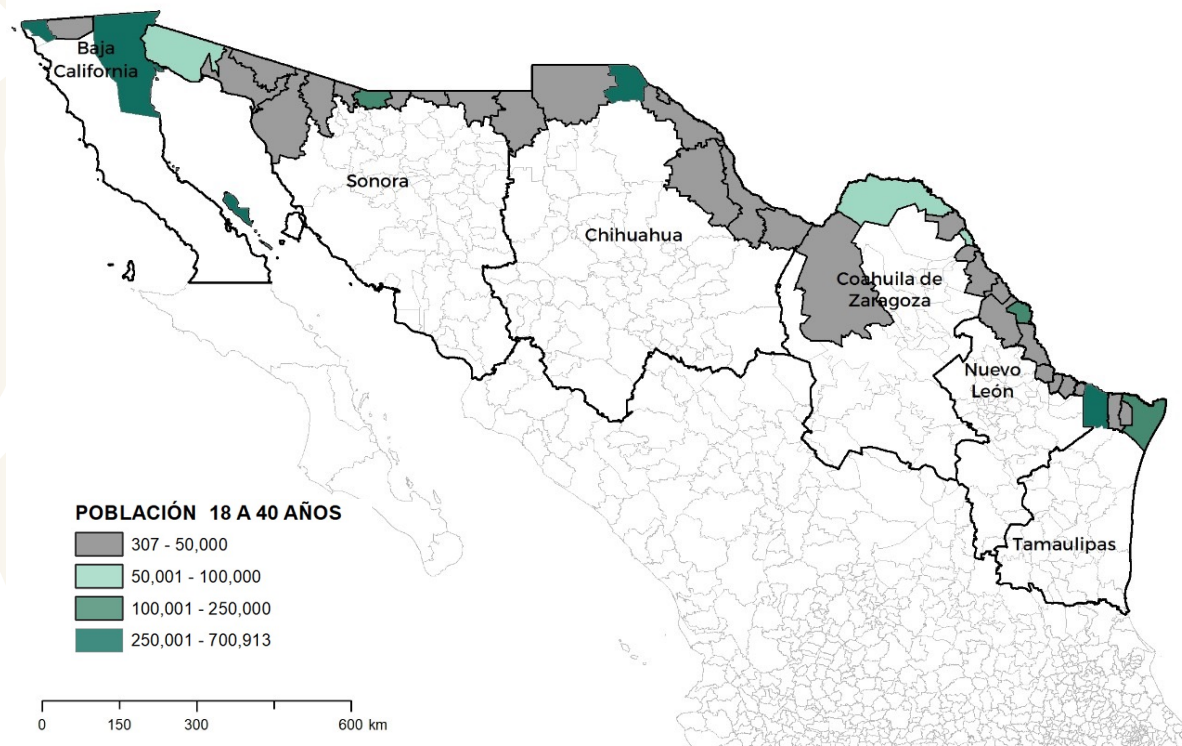 Baja
California
Sonora
Chihuahua
Coahuila de
Zaragoza
Nuevo
León
Tamaulipas
POBLACIÓN 18 A 40 AÑOS
307 - 50,000
50,001 - 100,000
100,001 - 250,000
250,001 - 700,913
0 150 300 600 km